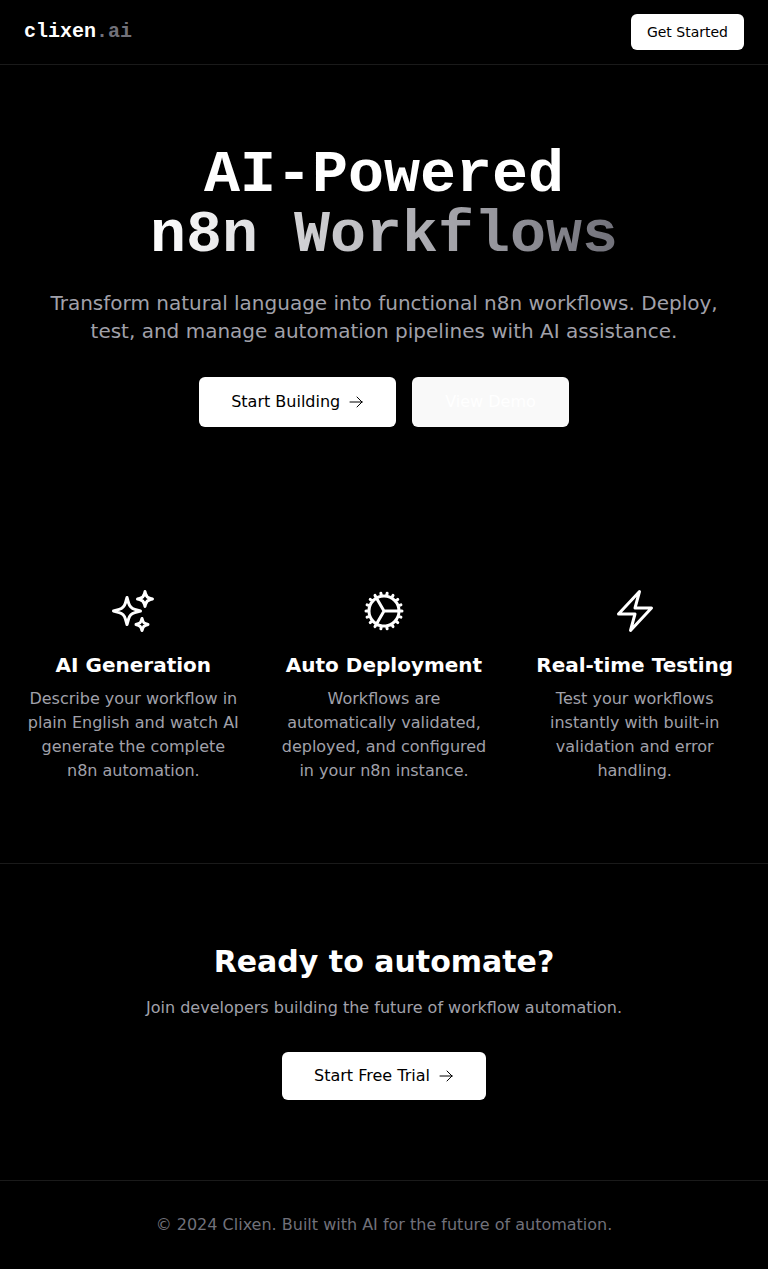 clixen.ai
Get Started
AI-Powered
n8n Workflows
Transform natural language into functional n8n workflows. Deploy,
test, and manage automation pipelines with AI assistance.
Start Building
View Demo
AI Generation
Describe your workflow in
plain English and watch AI
generate the complete
n8n automation.
Auto Deployment
Workflows are
automatically validated,
deployed, and configured
in your n8n instance.
Real-time Testing
Test your workflows
instantly with built-in
validation and error
handling.
Ready to automate?
Join developers building the future of workflow automation.
Start Free Trial
© 2024 Clixen. Built with AI for the future of automation.